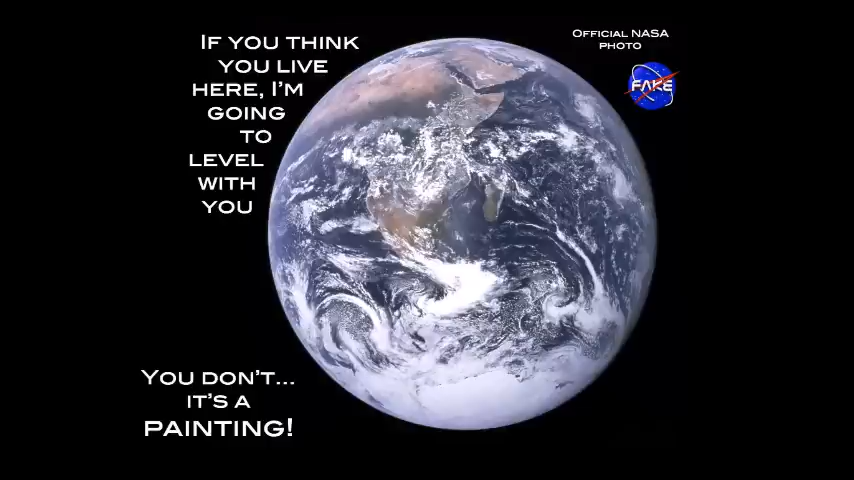 If you think
you live
here, I'm
going
to
level
with
you
Official NASA
photo
FAKE
You don't...
it's a
painting!